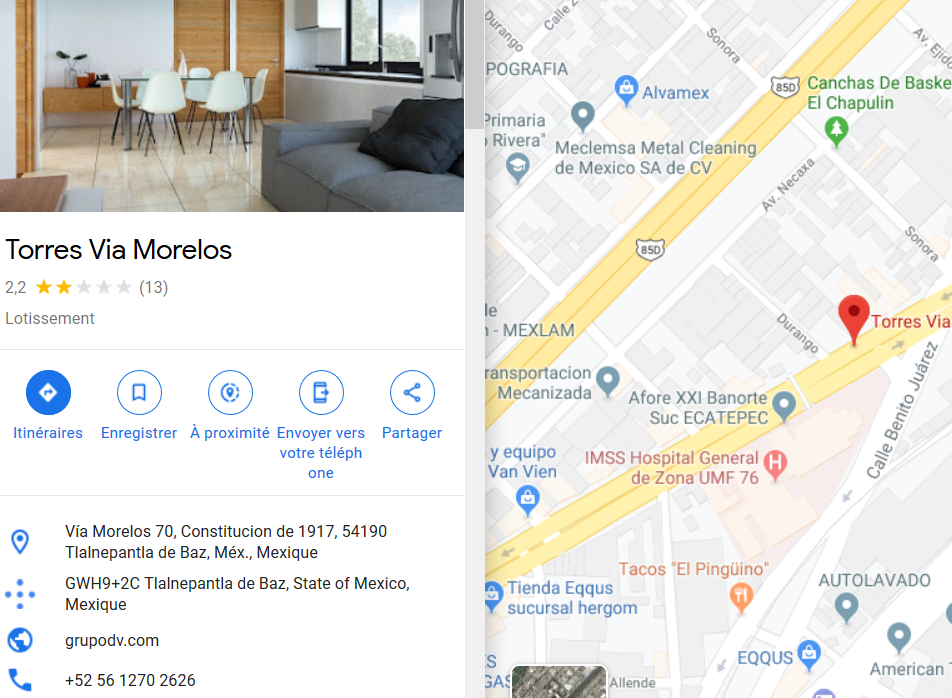 Torres Via Morelos
2,2
(13)
Lotissement
Itinéraires
Enregistrer
À proximité
Envoyer vers
votre téléph
one
Partager
Vía Morelos 70, Constitucion de 1917, 54190
Tlalnepantla de Baz, Méx., Mexique
GWH9+2C Tlalnepantla de Baz, State of Mexico,
Mexique
grupodv.com
+52 56 1270 2626
Durango
Calle 2
Sonora
Av. Ejido
POGRAFIA
Alvamex
85D
Canchas De Baske
El Chapulin
Primaria
o Rivera"
Meclemsa Metal Cleaning
de Mexico SA de CV
Av. Necaxa
85D
Sonora
de
n - MEXLAM
Durango
Torres Via
ransportacion
Mecanizada
Afore XXI Banorte
Suc ECATEPEC
Calle Benito Juárez
y equipo
Van Vien
IMSS Hospital General
de Zona UMF 76
H
Tacos "El Pingüino"
Tienda Eqqus
sucursal hergom
AUTOLAVADO
EQQUS
American T
ES
GAS
Allende